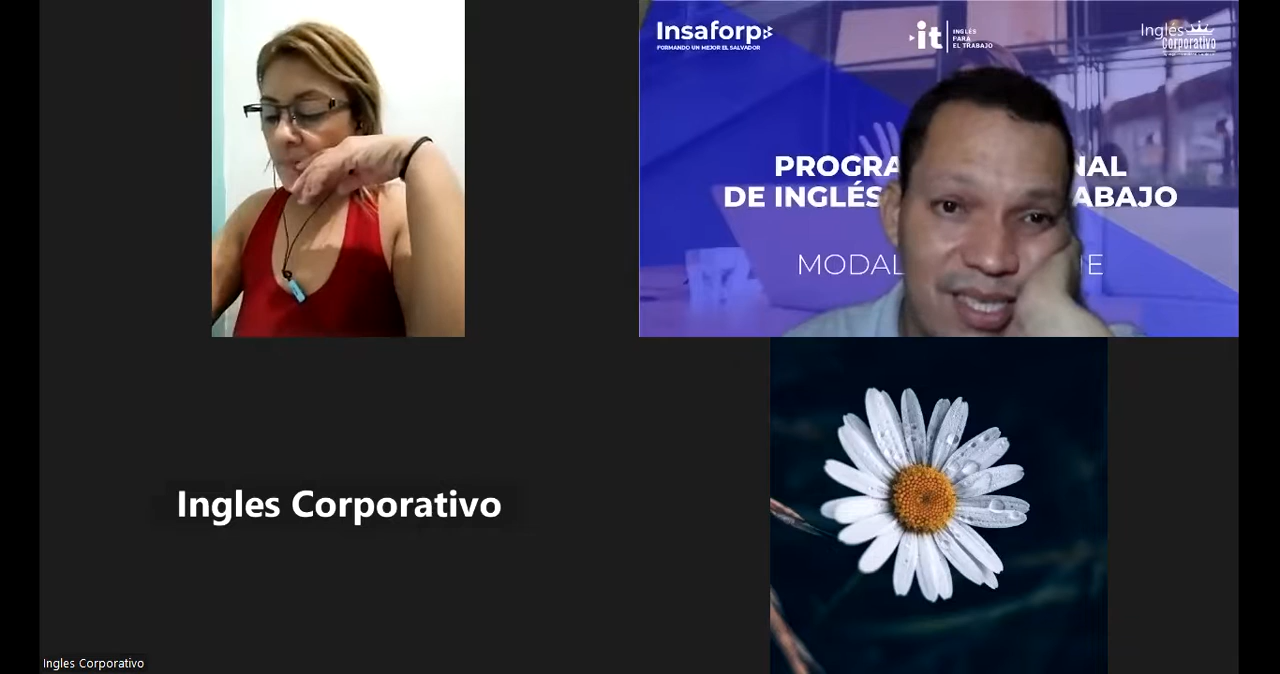 Insaforp
FORMANDO UN MEJOR EL SALVADOR
it
INGLÉS
PARA
EL TRABAJO
Inglés
Corporativo
PROGRA NAL
DE INGLÉS ABAJO
MODAL E
Ingles Corporativo
Ingles Corporativo